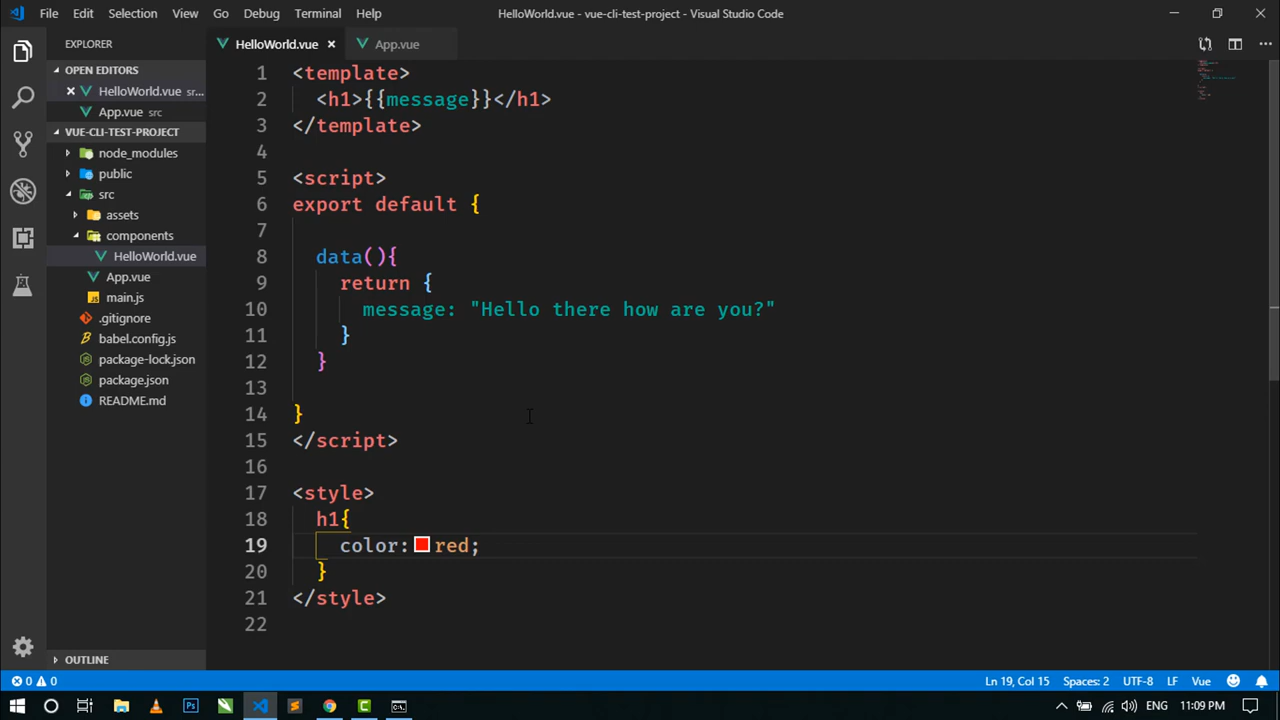 File Edit Selection View Go Debug Terminal Help
HelloWorld.vue - vue-cli-test-project - Visual Studio Code
EXPLORER
OPEN EDITORS
HelloWorld.vue sr...
App.vue src
VUE-CLI-TEST-PROJECT
node_modules
public
src
assets
components
HelloWorld.vue
App.vue
main.js
.gitignore
babel.config.js
package-lock.json
package.json
README.md
OUTLINE
HelloWorld.vue App.vue
1 <template>
2 <h1>{{message}}</h1>
3 </template>
4
5 <script>
6 export default {
7
8 data(){
9 return {
10 message: "Hello there how are you?"
11 }
12 }
13
14 }
15 </script>
16
17 <style>
18 h1{
19 color: red;
20 }
21 </style>
22
0 0 Ln 19, Col 15 Spaces: 2 UTF-8 LF Vue
ENG 11:09 PM